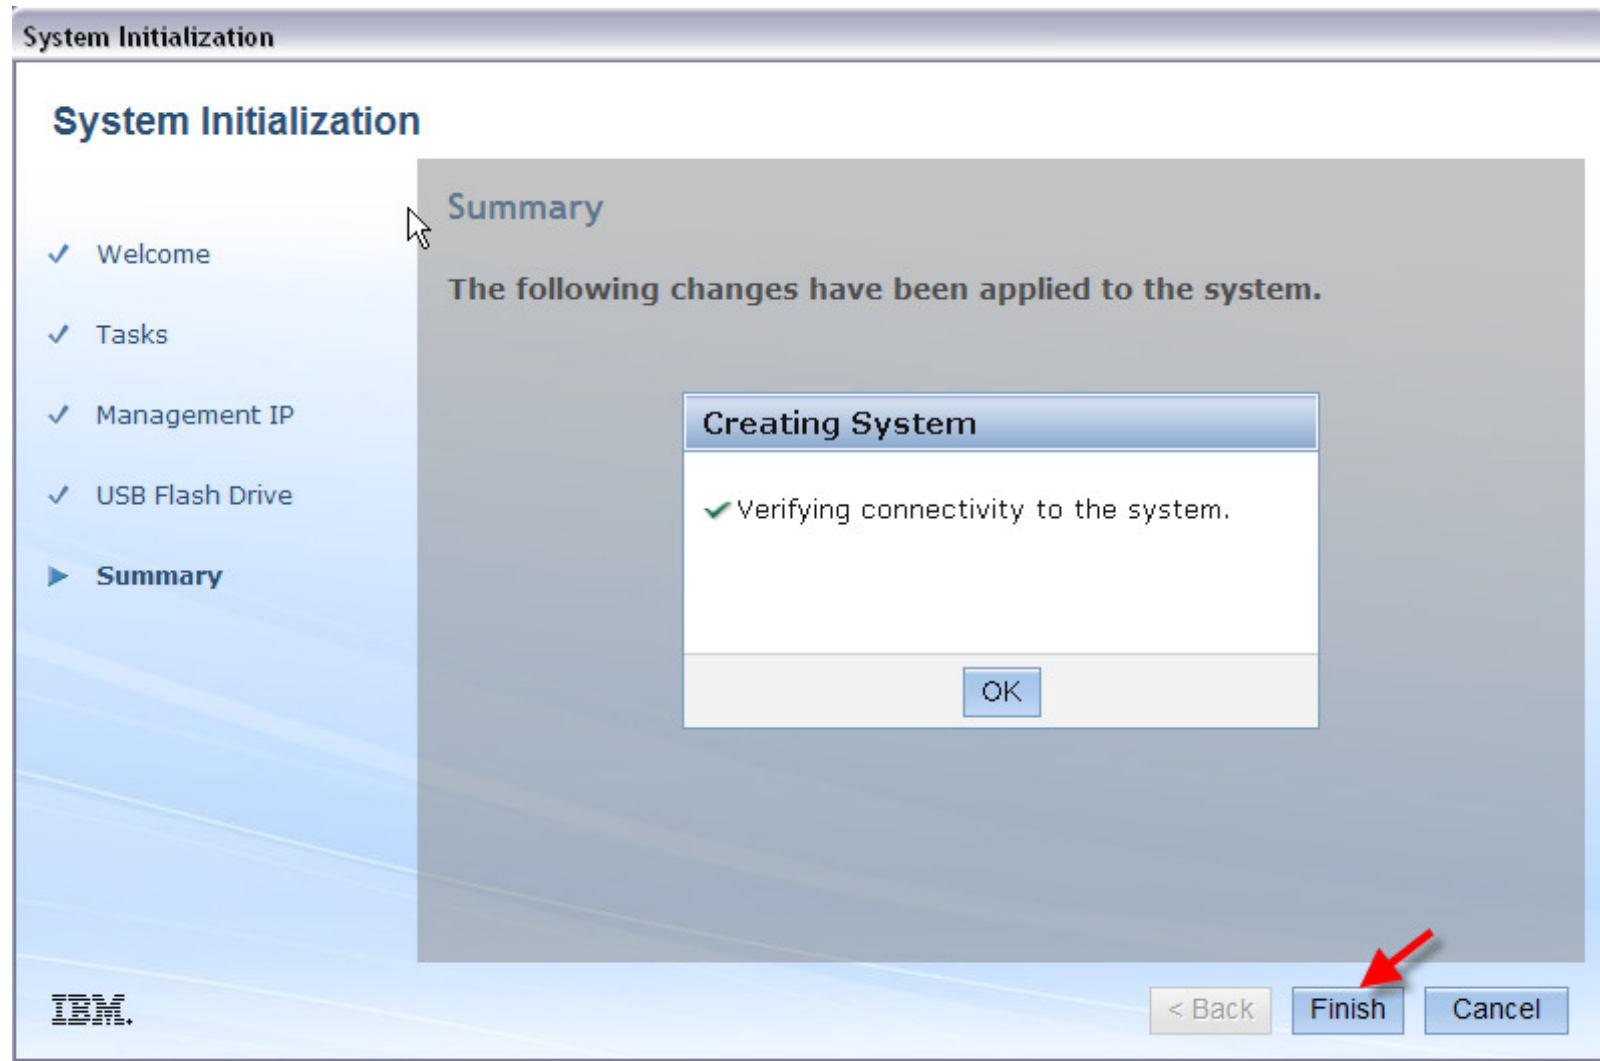 System Initialization
System Initialization
Welcome
Tasks
Management IP
USB Flash Drive
Summary
Summary
The following changes have been applied to the system.
Creating System
Verifying connectivity to the system.
OK
IBM.
< Back
Finish
Cancel